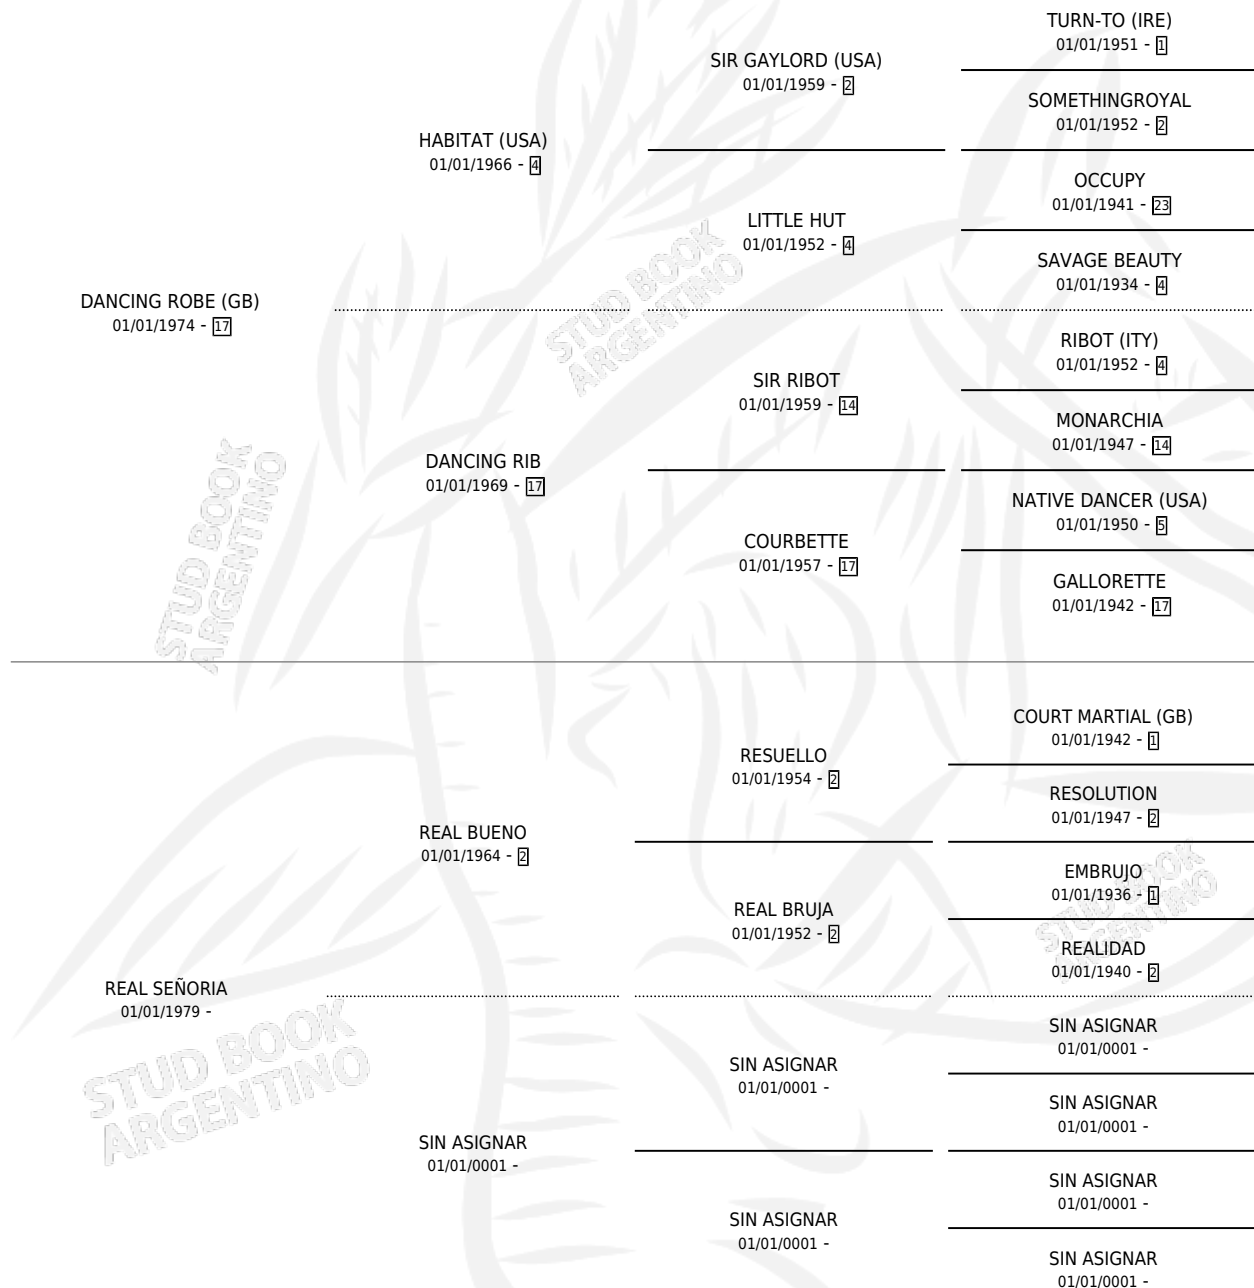 TURN-TO (IRE)
01/01/1951 - 1
SIR GAYLORD (USA)
01/01/1959 - 2
SOMETHINGROYAL
01/01/1952 - 2
HABITAT (USA)
01/01/1966 - 4
OCCUPY
01/01/1941 - 23
LITTLE HUT
01/01/1952 - 4
SAVAGE BEAUTY
01/01/1934 - 4
DANCING ROBE (GB)
01/01/1974 - 17
RIBOT (ITY)
01/01/1952 - 4
SIR RIBOT
01/01/1959 - 14
MONARCHIA
01/01/1947 - 14
DANCING RIB
01/01/1969 - 17
NATIVE DANCER (USA)
01/01/1950 - 5
COURBETTE
01/01/1957 - 17
GALLORETTE
01/01/1942 - 17
STUD BOOK
ARGENTINO
STUD BOOK
ARGENTINO
COURT MARTIAL (GB)
01/01/1942 - 1
RESUELLO
01/01/1954 - 2
RESOLUTION
01/01/1947 - 2
REAL BUENO
01/01/1964 - 2
EMBRUJO
01/01/1936 - 1
REAL BRUJA
01/01/1952 - 2
REALIDAD
01/01/1940 - 2
STUD BOOK
ARGENTINO
REAL SEÑORIA
01/01/1979 -
SIN ASIGNAR
01/01/0001 -
SIN ASIGNAR
01/01/0001 -
SIN ASIGNAR
01/01/0001 -
SIN ASIGNAR
01/01/0001 -
SIN ASIGNAR
01/01/0001 -
SIN ASIGNAR
01/01/0001 -
SIN ASIGNAR
01/01/0001 -
STUD BOOK
ARGENTINO